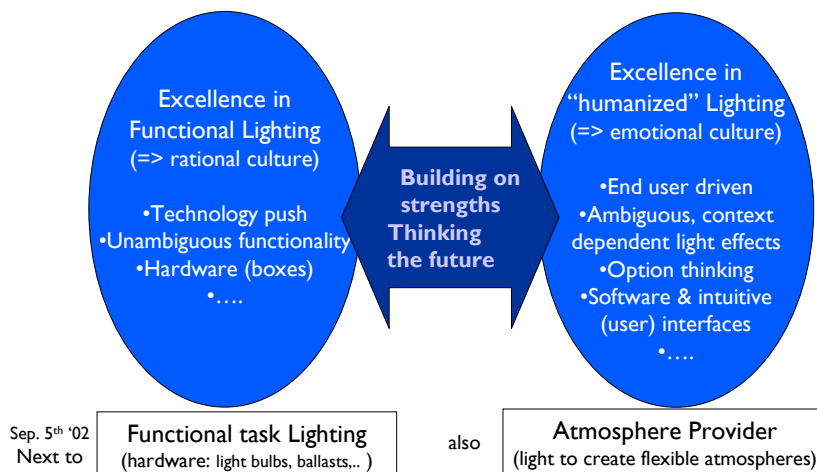 Excellence in
Functional Lighting
(=> rational culture)
•Technology push
•Unambiguous functionality
•Hardware (boxes)
•….
Building on
strengths
Thinking
the future
Excellence in
“humanized” Lighting
(=> emotional culture)
•End user driven
•Ambiguous, context
dependent light effects
•Option thinking
•Software & intuitive
(user) interfaces
•….
Sep. 5th ‘02
Next to
Functional task Lighting
(hardware: light bulbs, ballasts,.. )
also
Atmosphere Provider
(light to create flexible atmospheres)